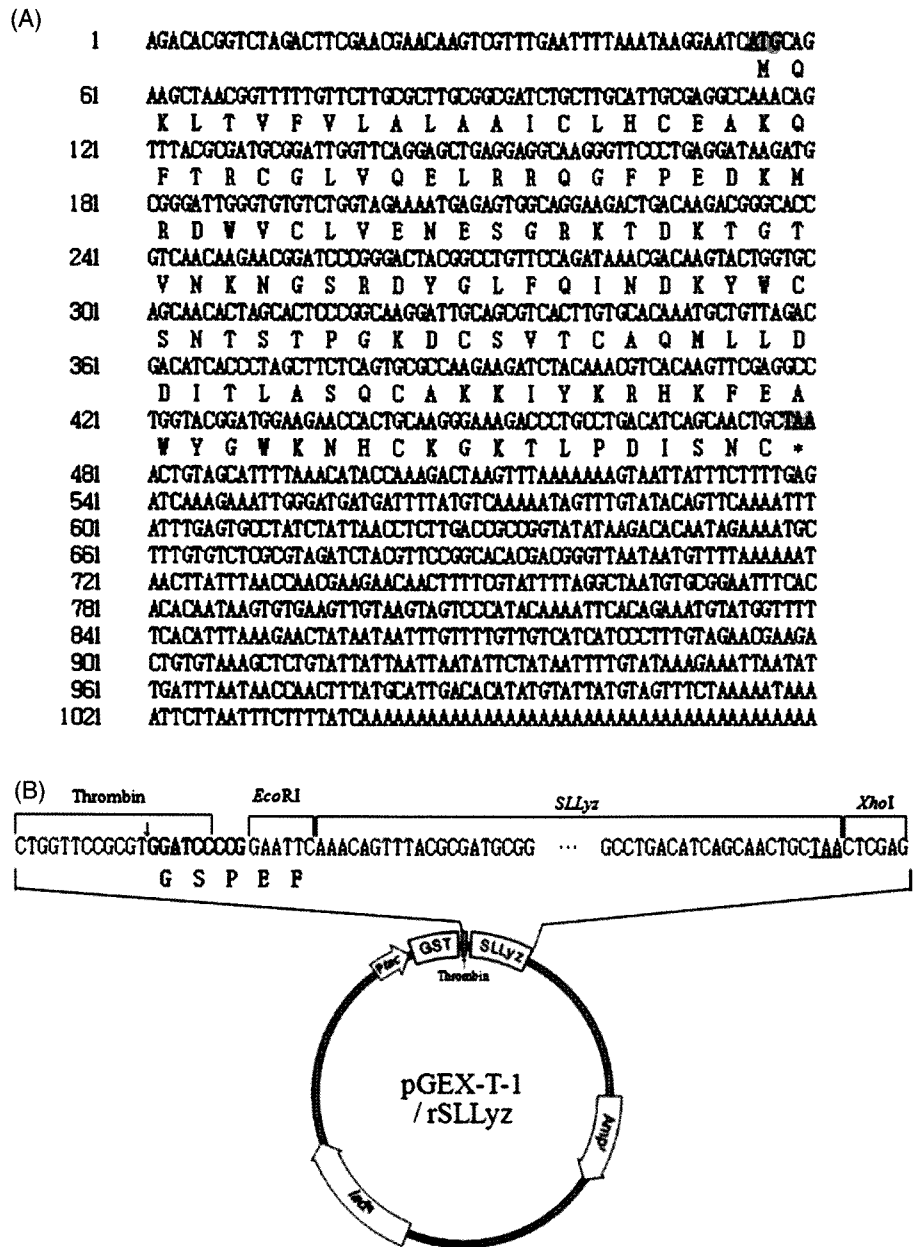 (A)
1 AGACACGGTCTAGACTTCGAACGAACAAGTCGTTTGAATTTTAAATAAGGAATCATGCAG
M Q
61 AAGCTAACGGTTTTTGTTCTTGCGCTTGCGGCGATCTGCTTGCATTGCGAGGCCAAACAG
K L T V F V L A L A A I C L H C E A K Q
121 TTTACGCGATGCGGATTGGTTCAGGAGCTGAGGAGGCAAGGGTTCCCTGAGGATAAGATG
F T R C G L V Q E L R R Q G F P E D K M
181 CGGGATTGGGTGTGTCTGGTAGAAAATGAGAGTGGCAGGAAGACTGACAAGACGGGCACC
R D W V C L V E N E S G R K T D K T G T
241 GTCAACAAGAACGGATCCCGGGACTACGGCCTGTTCCAGATAAACGACAAGTACTGGTGC
V N K N G S R D Y G L F Q I N D K Y W C
301 AGCAACACTAGCACTCCCGGCAAGGATTGCAGCGTCACTTGTGCACAAATGCTGTTAGAC
S N T S T P G K D C S V T C A Q M L L D
361 GACATCACCCTAGCTTCTCAGTGCGCCAAGAAGATCTACAAACGTCACAAGTTCGAGGCC
D I T L A S Q C A K K I Y K R H K F E A
421 TGGTACGGATGGAAGAACCACTGCAAGGGAAAGACCCTGCCTGACATCAGCAACTGCTAA
W Y G W K N H C K G K T L P D I S N C *
481 ACTGTAGCATTTTAAACATACCAAAGACTAAGTTTAAAAAAAGTAATTATTTCTTTTGAG
541 ATCAAAGAAATTGGGATGATGATTTTATGTCAAAAATAGTTTGTATACAGTTCAAAATTT
601 ATTTGAGTGCCTATCTATTAACCTCTTGACCGCCGGTATATAAGACACAATAGAAAATGC
661 TTTGTGTCTCGCGTAGATCTACGTTCCGGCACACGACGGGTTAATAATGTTTTAAAAAAT
721 AACTTATTTAACCAACGAAGAACAACTTTTCGTATTTTAGGCTAATGTGCGGAATTTCAC
781 ACACAATAAGTGTGAAGTTGTAAGTAGTCCCATACAAAATTCACAGAAATGTATGGTTTT
841 TCACATTTAAAGAACTATAATAATTTGTTTTGTTGTCATCATCCCTTTGTAGAACGAAGA
901 CTGTGTAAAGCTCTGTATTATTAATTAATATTCTATAATTTTGTATAAAGAAATTAATAT
961 TGATTTAATAACCAACTTTATGCATTGACACATATGTATTATGTAGTTTCTAAAAATAAA
1021 ATTCTTAATTTCTTTTATCAAAAAAAAAAAAAAAAAAAAAAAAAAAAAAAAAAAAAAAAA
(B)
Thrombin EcoRI SLLyz XhoI
CTGGTTCCGCGTGGATCCCCGGAATTCAAACAGTTTACGCGATGCGG ... GCCTGACATCAGCAACTGCTAACTCGAG
G S P E F
Ptac GST SLLyz
Thrombin
pGEX-T-1
/ rSLLyz
Ampr
lacIq